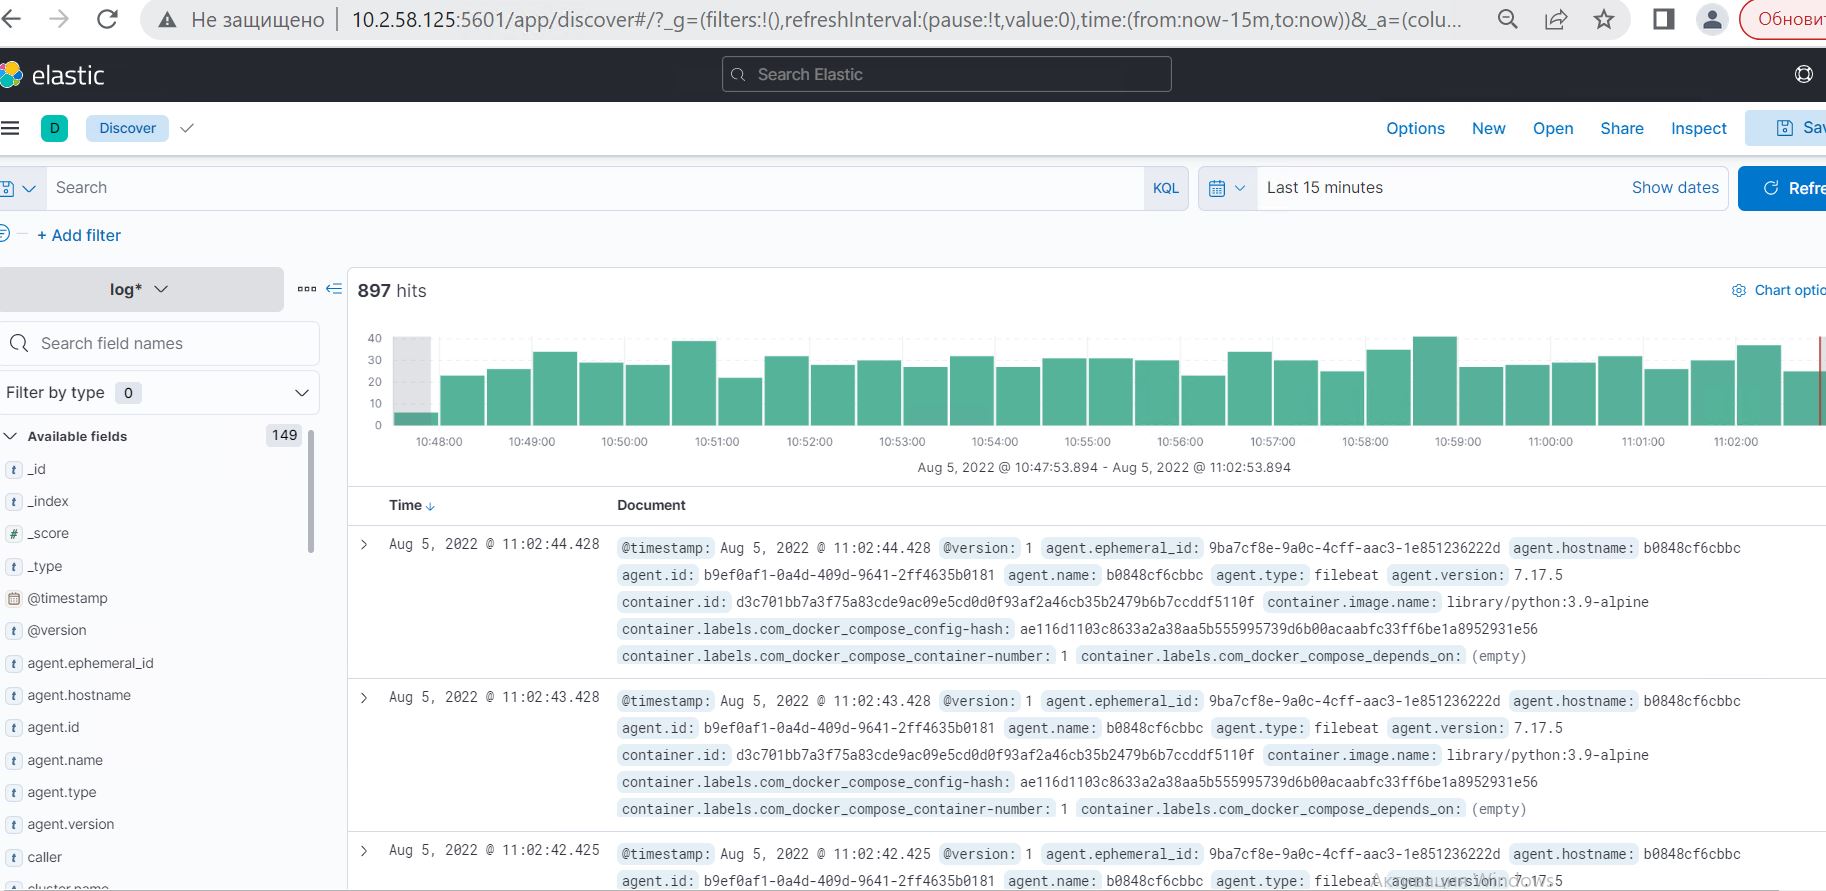 Не защищено 10.2.58.125:5601/app/discover#/?_g=(filters:!(),refreshInterval:(pause:!t,value:0),time:(from:now-15m,to:now))&_a=(colu... Обновит
elastic Search Elastic
D Discover Options New Open Share Inspect Sav
Search KQL Last 15 minutes Show dates Refre
+ Add filter
log* 897 hits Chart optio
Search field names
Filter by type 0
Available fields 149
_id
_index
_score
_type
@timestamp
@version
agent.ephemeral_id
agent.hostname
agent.id
agent.name
agent.type
agent.version
caller
cluster.name
40
30
20
10
0
10:48:00 10:49:00 10:50:00 10:51:00 10:52:00 10:53:00 10:54:00 10:55:00 10:56:00 10:57:00 10:58:00 10:59:00 11:00:00 11:01:00 11:02:00
Aug 5, 2022 @ 10:47:53.894 - Aug 5, 2022 @ 11:02:53.894
Time Document
Aug 5, 2022 @ 11:02:44.428 @timestamp: Aug 5, 2022 @ 11:02:44.428 @version: 1 agent.ephemeral_id: 9ba7cf8e-9a0c-4cff-aac3-1e851236222d agent.hostname: b0848cf6cbbc
agent.id: b9ef0af1-0a4d-409d-9641-2ff4635b0181 agent.name: b0848cf6cbbc agent.type: filebeat agent.version: 7.17.5
container.id: d3c701bb7a3f75a83cde9ac09e5cd0d0f93af2a46cb35b2479b6b7ccddf5110f container.image.name: library/python:3.9-alpine
container.labels.com_docker_compose_config-hash: ae116d1103c8633a2a38aa5b555995739d6b00acaabfc33ff6be1a8952931e56
container.labels.com_docker_compose_container-number: 1 container.labels.com_docker_compose_depends_on: (empty)
Aug 5, 2022 @ 11:02:43.428 @timestamp: Aug 5, 2022 @ 11:02:43.428 @version: 1 agent.ephemeral_id: 9ba7cf8e-9a0c-4cff-aac3-1e851236222d agent.hostname: b0848cf6cbbc
agent.id: b9ef0af1-0a4d-409d-9641-2ff4635b0181 agent.name: b0848cf6cbbc agent.type: filebeat agent.version: 7.17.5
container.id: d3c701bb7a3f75a83cde9ac09e5cd0d0f93af2a46cb35b2479b6b7ccddf5110f container.image.name: library/python:3.9-alpine
container.labels.com_docker_compose_config-hash: ae116d1103c8633a2a38aa5b555995739d6b00acaabfc33ff6be1a8952931e56
container.labels.com_docker_compose_container-number: 1 container.labels.com_docker_compose_depends_on: (empty)
Aug 5, 2022 @ 11:02:42.425 @timestamp: Aug 5, 2022 @ 11:02:42.425 @version: 1 agent.ephemeral_id: 9ba7cf8e-9a0c-4cff-aac3-1e851236222d agent.hostname: b0848cf6cbbc
agent.id: b9ef0af1-0a4d-409d-9641-2ff4635b0181 agent.name: b0848cf6cbbc agent.type: filebeat agent.version: 7.17.5
Активация Windows